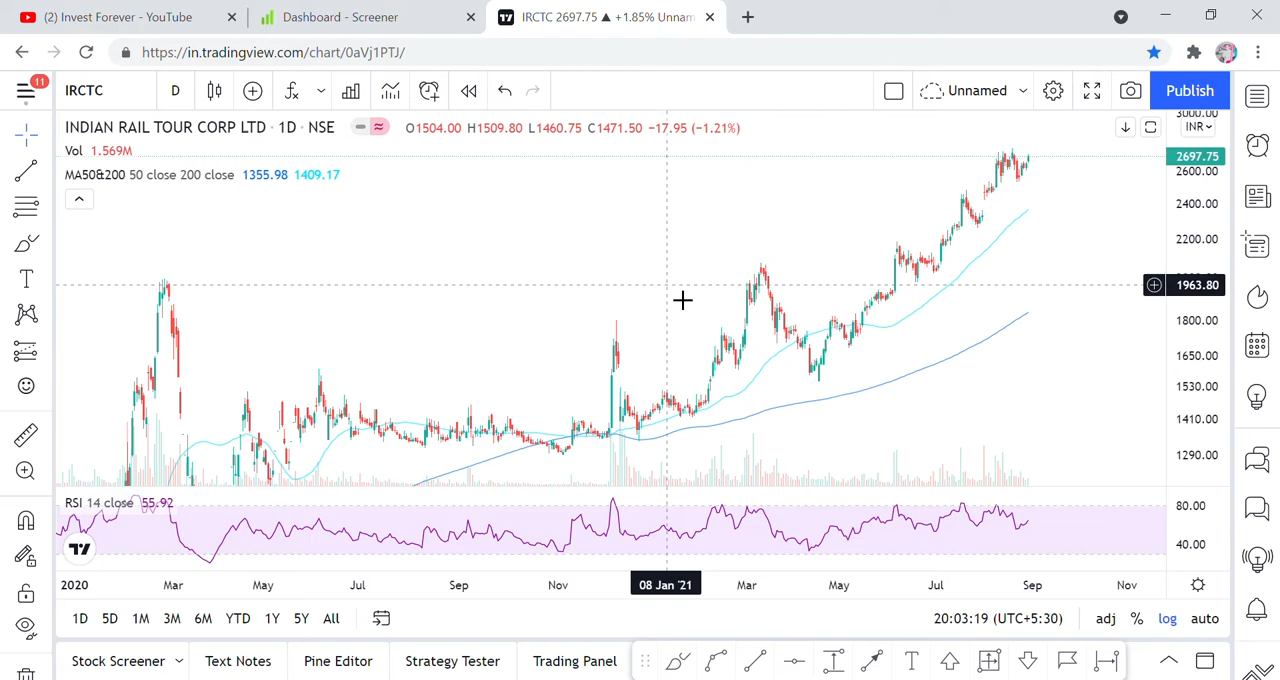 (2) Invest Forever - YouTube
Dashboard - Screener
IRCTC 2697.75 ▲ +1.85% Unnam
https://in.tradingview.com/chart/0aVj1PTJ/
11
IRCTC
D
Unnamed
Publish
INDIAN RAIL TOUR CORP LTD · 1D · NSE
O1504.00 H1509.80 L1460.75 C1471.50 −17.95 (−1.21%)
Vol 1.569M
MA50&200 50 close 200 close 1355.98 1409.17
3000.00
INR
2697.75
2600.00
2400.00
2200.00
1963.80
1800.00
1650.00
1530.00
1410.00
1290.00
RSI 14 close 55.92
80.00
40.00
2020 Mar May Jul Sep Nov 08 Jan '21 Mar May Jul Sep Nov
1D 5D 1M 3M 6M YTD 1Y 5Y All
20:03:19 (UTC+5:30)
adj % log auto
Stock Screener Text Notes Pine Editor Strategy Tester Trading Panel